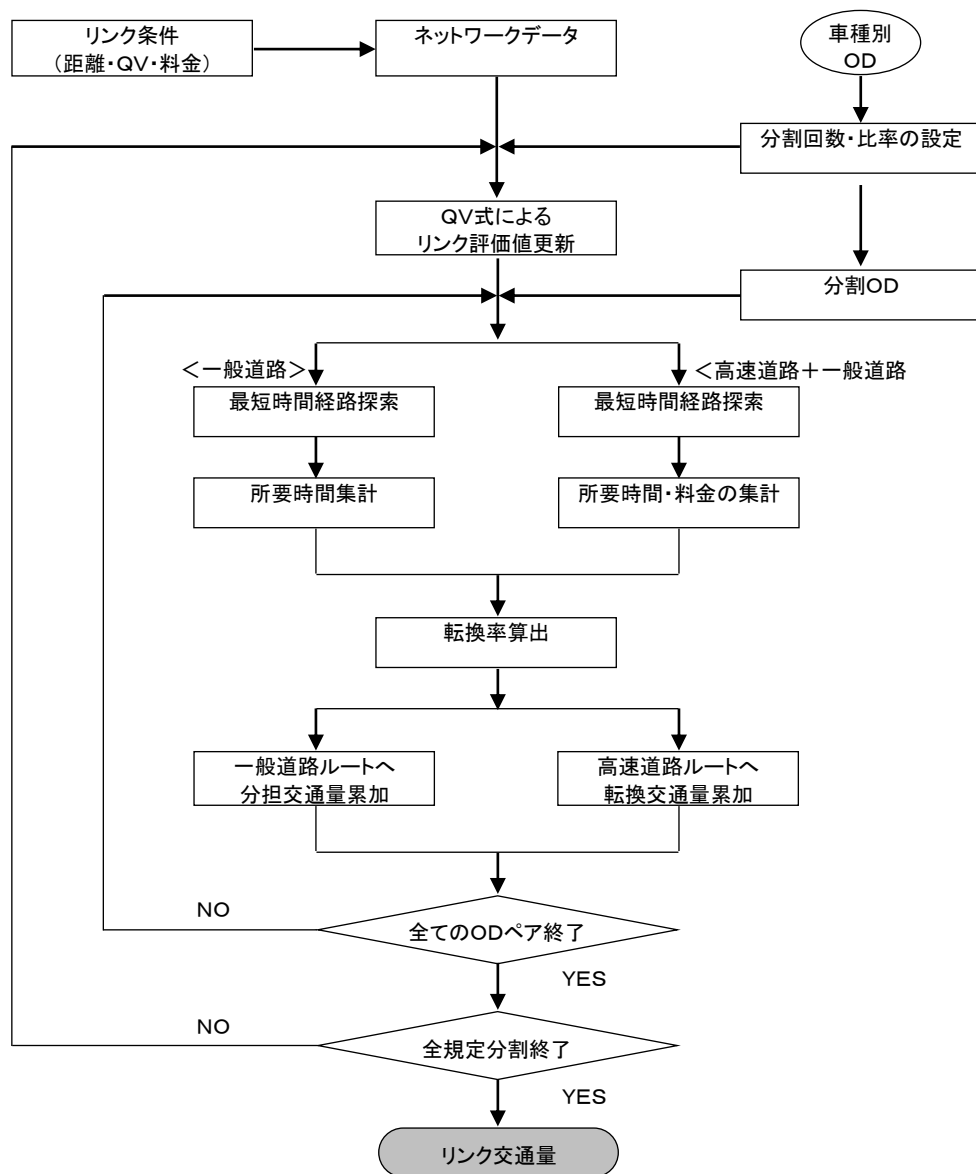 リンク条件
（距離・QV・料金）
ネットワークデータ
車種別
OD
分割回数・比率の設定
QV式による
リンク評価値更新
分割OD
＜一般道路＞
＜高速道路＋一般道路
最短時間経路探索
最短時間経路探索
所要時間集計
所要時間・料金の集計
転換率算出
一般道路ルートへ
分担交通量累加
高速道路ルートへ
転換交通量累加
NO
全てのODペア終了
YES
NO
全規定分割終了
YES
リンク交通量